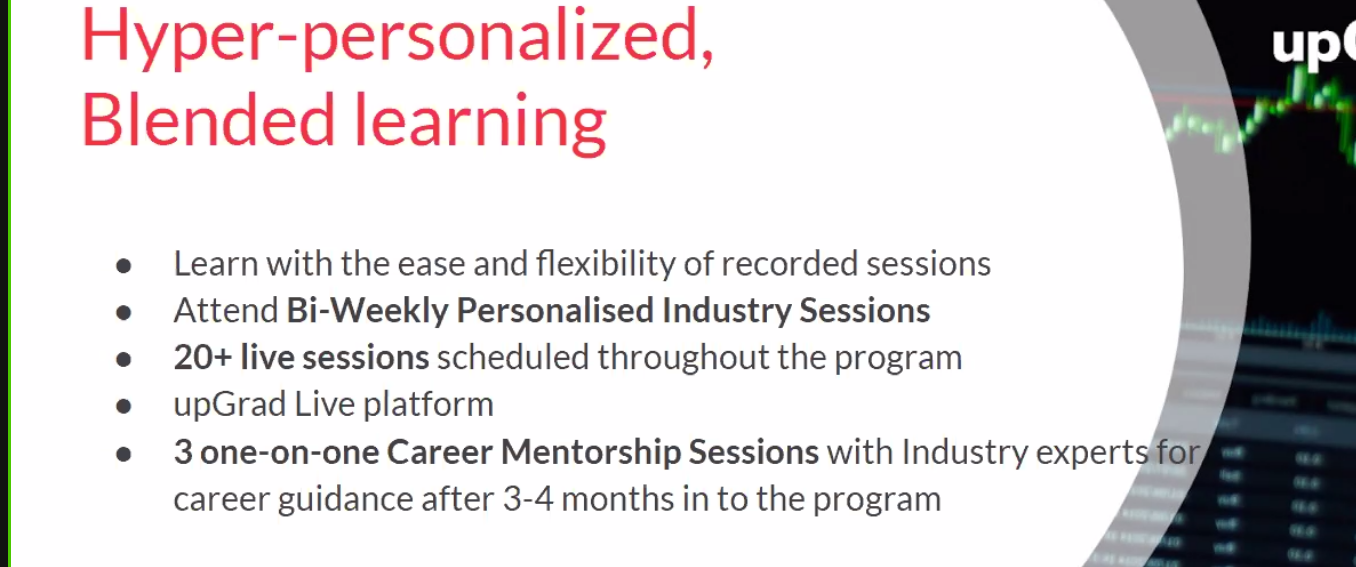 Hyper-personalized,
Blended learning
up
● Learn with the ease and flexibility of recorded sessions
● Attend Bi-Weekly Personalised Industry Sessions
● 20+ live sessions scheduled throughout the program
● upGrad Live platform
● 3 one-on-one Career Mentorship Sessions with Industry experts for
career guidance after 3-4 months in to the program